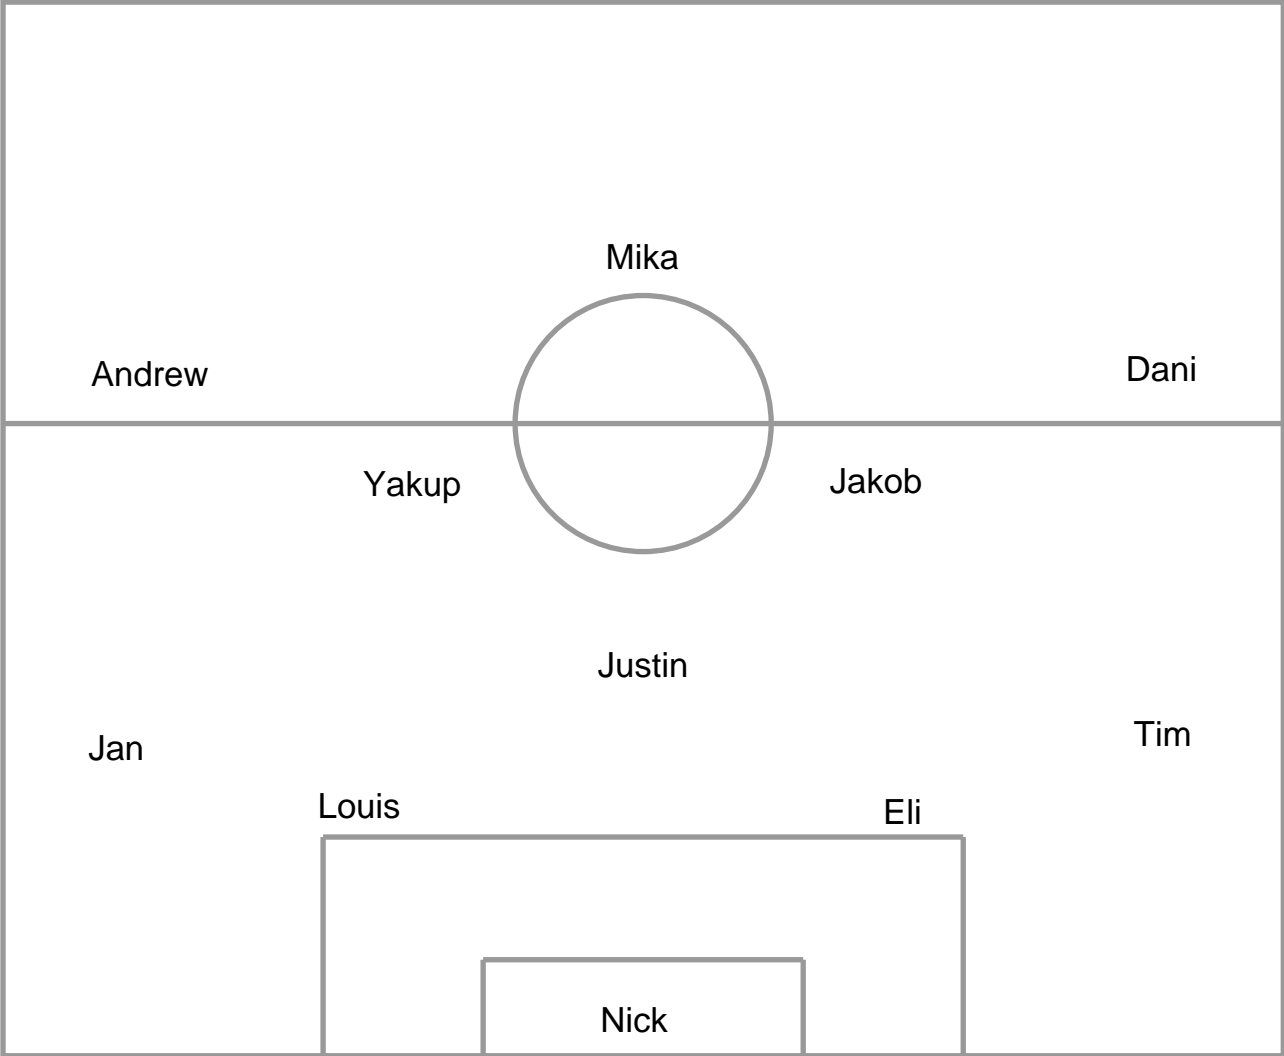 Mika
Andrew
Dani
Yakup
Jakob
Justin
Jan
Tim
Louis
Eli
Nick